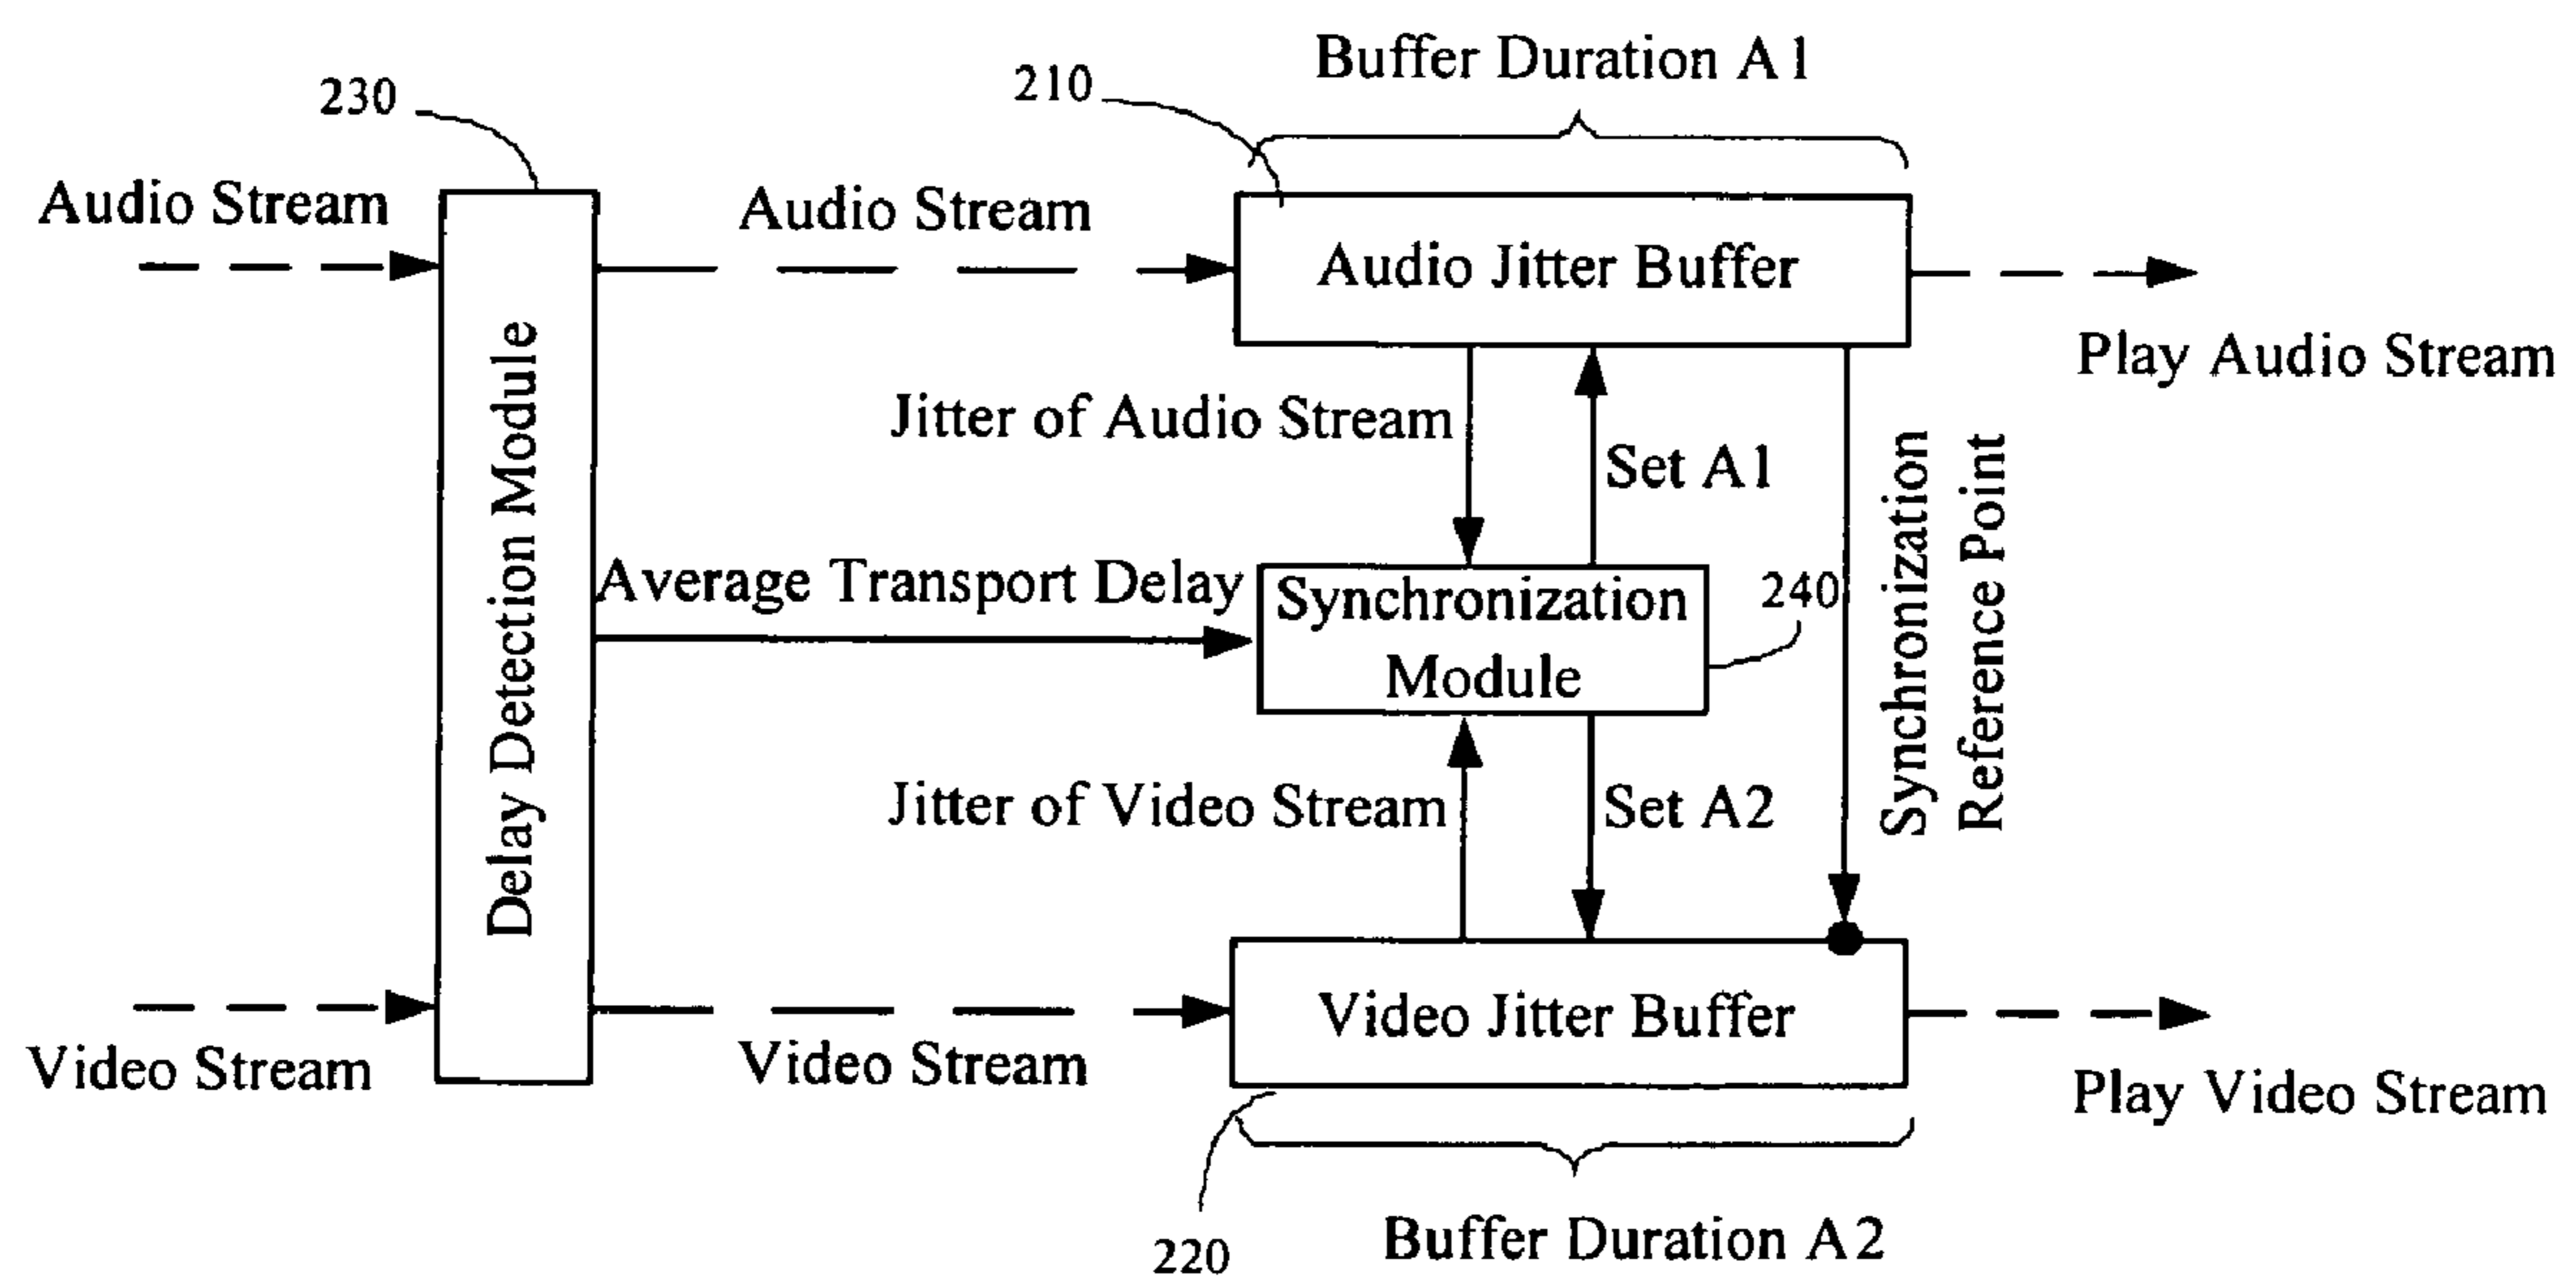 Buffer Duration A1
230
210
Audio Stream
Audio Stream
Audio Jitter Buffer
Play Audio Stream
Jitter of Audio Stream
Set A1
Delay Detection Module
Average Transport Delay
Synchronization
Module
240
Synchronization
Reference Point
Jitter of Video Stream
Set A2
Video Jitter Buffer
Video Stream
Video Stream
Play Video Stream
220
Buffer Duration A2